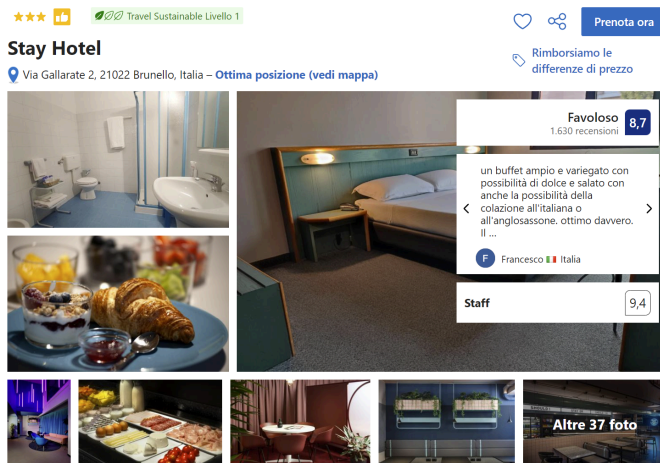 Travel Sustainable Livello 1
Prenota ora
Stay Hotel
Rimborsiamo le
differenze di prezzo
Via Gallarate 2, 21022 Brunello, Italia – Ottima posizione (vedi mappa)
Favoloso
8,7
1.630 recensioni
un buffet ampio e variegato con
possibilità di dolce e salato con
anche la possibilità della
colazione all'italiana o
all'anglosassone. ottimo davvero.
Il ...
F
Francesco
Italia
Staff
9,4
Altre 37 foto